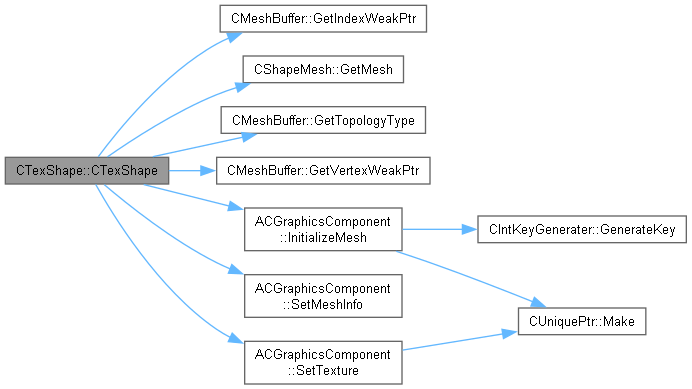 CMeshBuffer::GetIndexWeakPtr
CShapeMesh::GetMesh
CMeshBuffer::GetTopologyType
CTexShape::CTexShape
CMeshBuffer::GetVertexWeakPtr
ACGraphicsComponent
::InitializeMesh
CIntKeyGenerater::GenerateKey
ACGraphicsComponent
::SetMeshInfo
CUniquePtr::Make
ACGraphicsComponent
::SetTexture